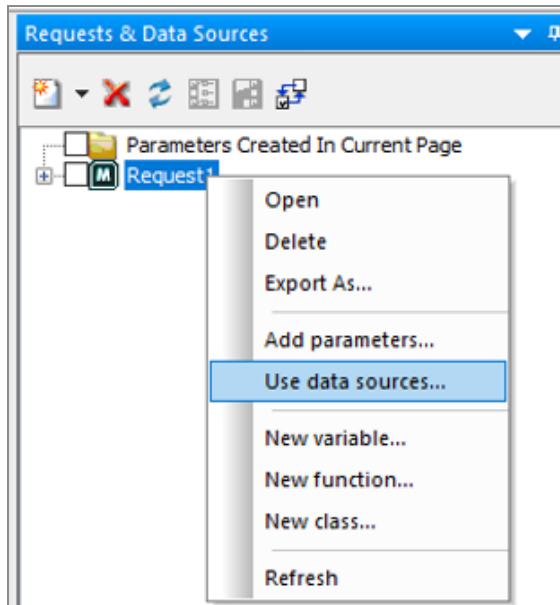 Requests & Data Sources
Parameters Created In Current Page
M Request1
Open
Delete
Export As...
Add parameters...
Use data sources...
New variable...
New function...
New class...
Refresh